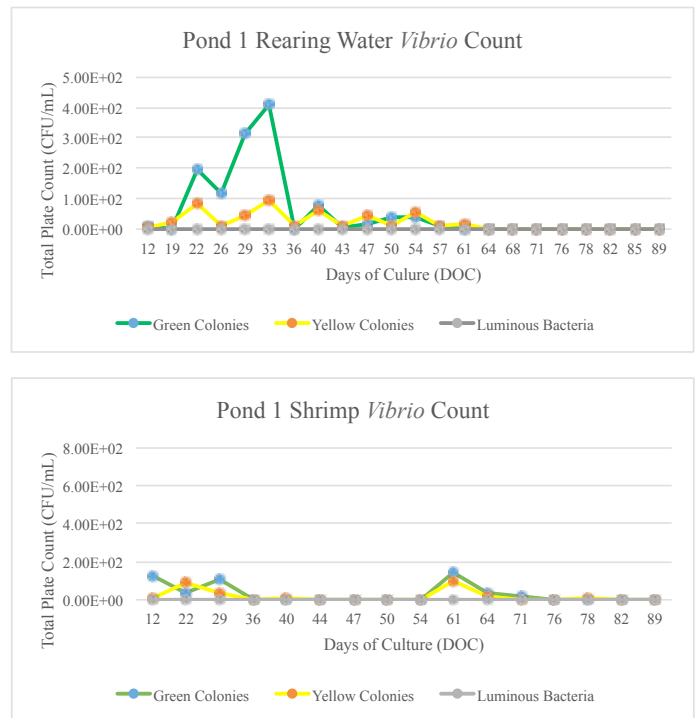 Pond 1 Rearing Water Vibrio Count
Total Plate Count (CFU/mL)
5.00E+02
4.00E+02
3.00E+02
2.00E+02
1.00E+02
0.00E+00
12 19 22 26 29 33 36 40 43 47 50 54 57 61 64 68 71 76 78 82 85 89
Days of Culure (DOC)
Green Colonies Yellow Colonies Luminous Bacteria
Pond 1 Shrimp Vibrio Count
Total Plate Count (CFU/mL)
8.00E+02
6.00E+02
4.00E+02
2.00E+02
0.00E+00
12 22 29 36 40 44 47 50 54 61 64 71 76 78 82 89
Days of Culture (DOC)
Green Colonies Yellow Colonies Luminous Bacteria